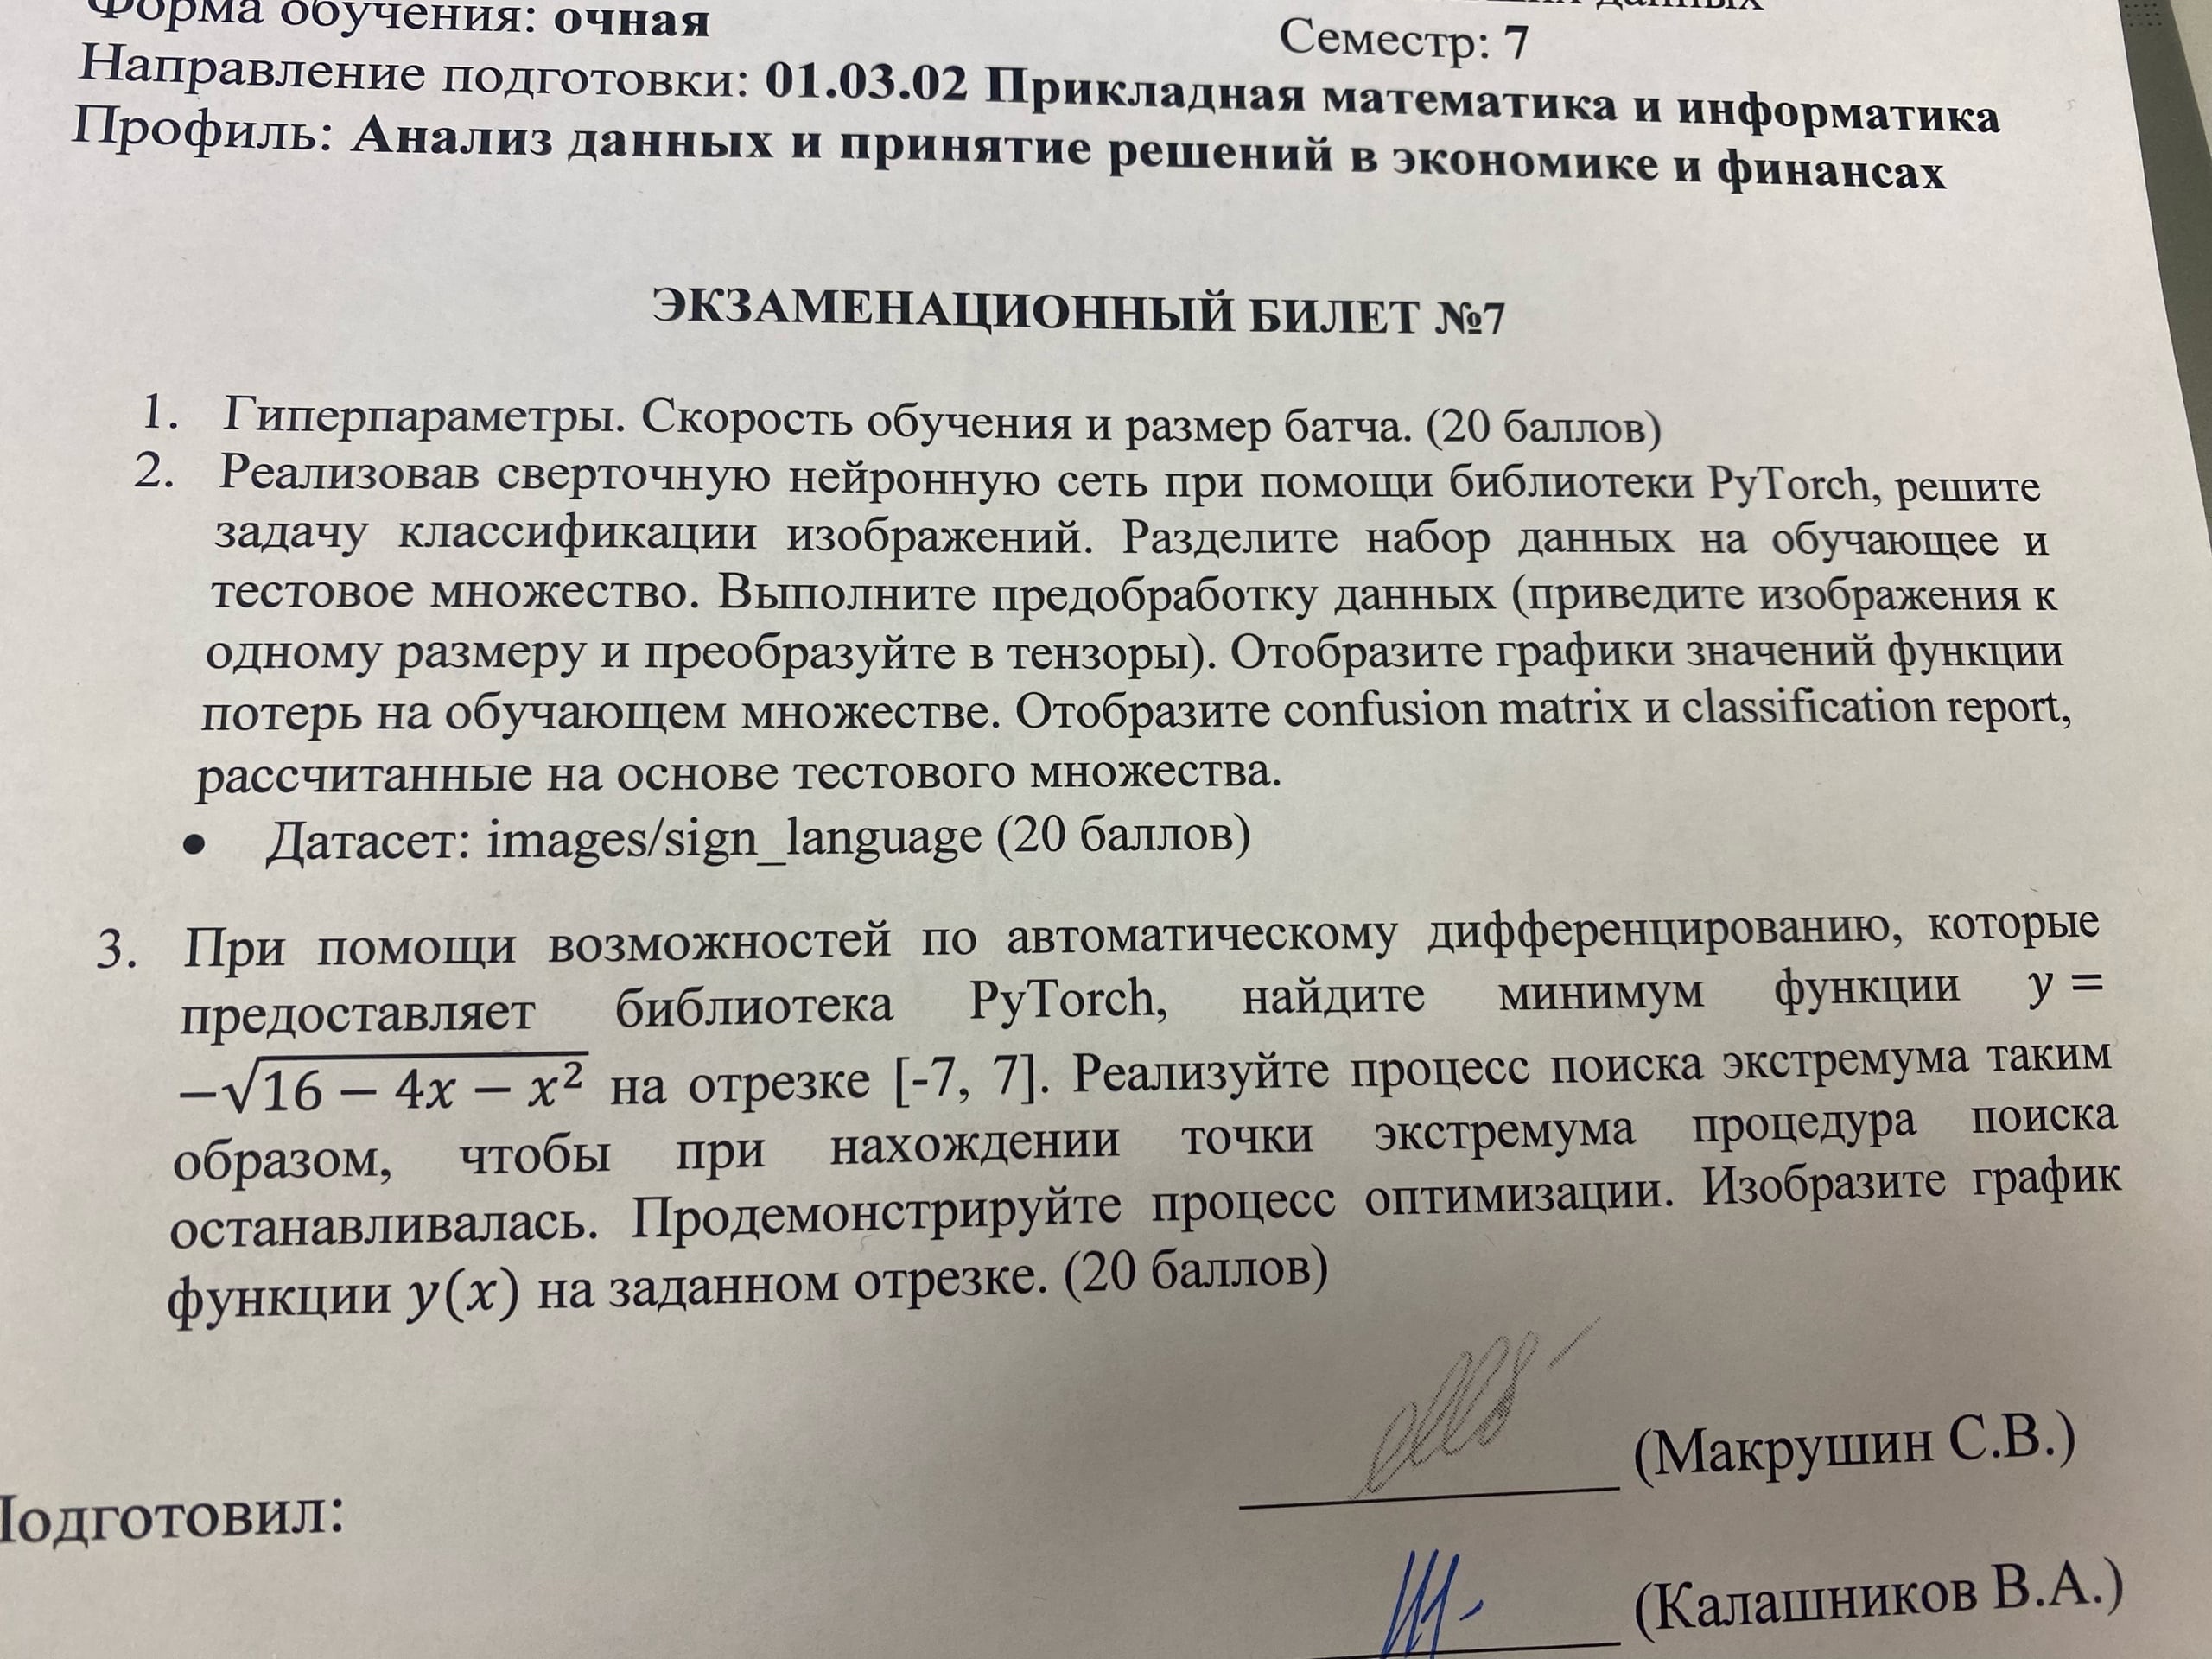 Форма обучения: очная
Семестр: 7
Направление подготовки: 01.03.02 Прикладная математика и информатика
Профиль: Анализ данных и принятие решений в экономике и финансах
ЭКЗАМЕНАЦИОННЫЙ БИЛЕТ №7
1. Гиперпараметры. Скорость обучения и размер батча. (20 баллов)
2. Реализовав сверточную нейронную сеть при помощи библиотеки PyTorch, решите
задачу классификации изображений. Разделите набор данных на обучающее и
тестовое множество. Выполните предобработку данных (приведите изображения к
одному размеру и преобразуйте в тензоры). Отобразите графики значений функции
потерь на обучающем множестве. Отобразите confusion matrix и classification report,
рассчитанные на основе тестового множества.
• Датасет: images/sign_language (20 баллов)
3. При помощи возможностей по автоматическому дифференцированию, которые
предоставляет библиотека PyTorch, найдите минимум функции y =
−√16 − 4x − x² на отрезке [-7, 7]. Реализуйте процесс поиска экстремума таким
образом, чтобы при нахождении точки экстремума процедура поиска
останавливалась. Продемонстрируйте процесс оптимизации. Изобразите график
функции y(x) на заданном отрезке. (20 баллов)
(Макрушин С.В.)
Подготовил:
(Калашников В.А.)